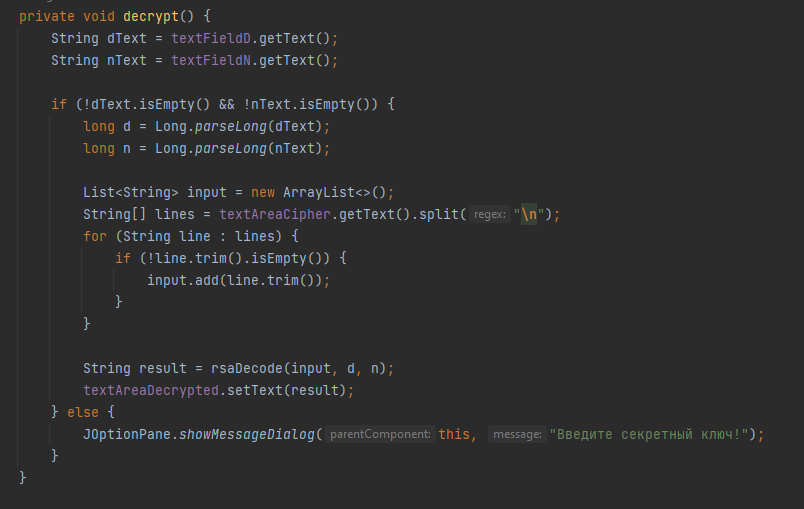 private void decrypt() {
    String dText = textFieldD.getText();
    String nText = textFieldN.getText();

    if (!dText.isEmpty() && !nText.isEmpty()) {
        long d = Long.parseLong(dText);
        long n = Long.parseLong(nText);

        List<String> input = new ArrayList<>();
        String[] lines = textAreaCipher.getText().split( regex: "\n");
        for (String line : lines) {
            if (!line.trim().isEmpty()) {
                input.add(line.trim());
            }
        }

        String result = rsaDecode(input, d, n);
        textAreaDecrypted.setText(result);
    } else {
        JOptionPane.showMessageDialog( parentComponent: this, message: "Введите секретный ключ!");
    }
}